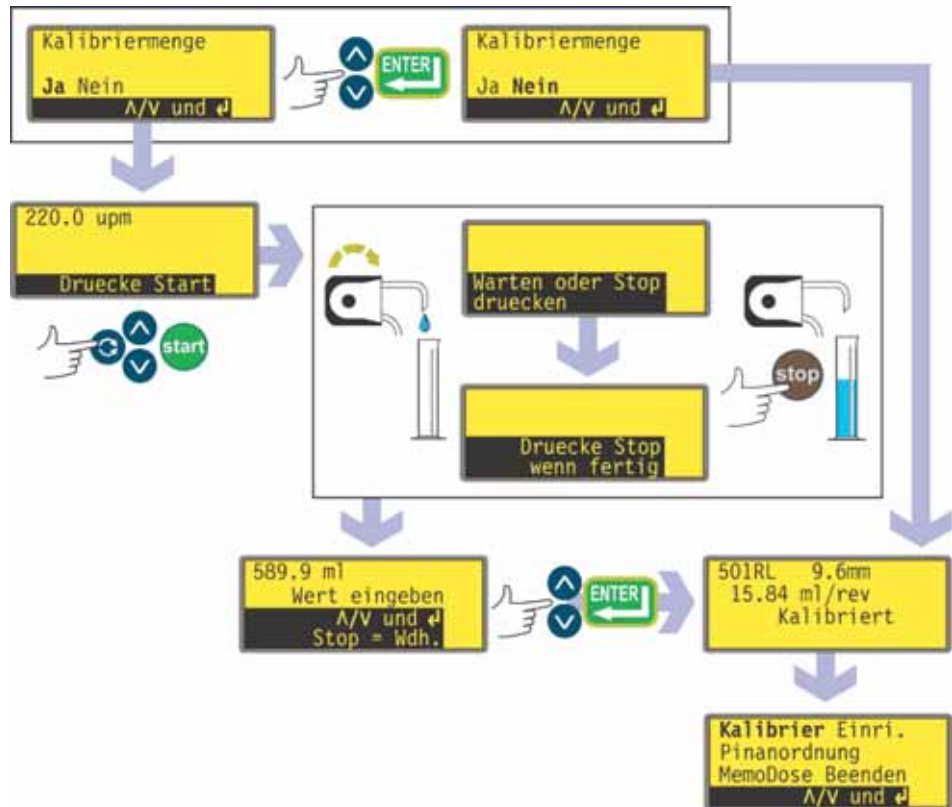 Kalibriermenge
Ja Nein
Λ/V und ↵
ENTER
Kalibriermenge
Ja Nein
Λ/V und ↵
220.0 upm
Druecke Start
start
Warten oder Stop
druecken
stop
Druecke Stop
wenn fertig
589.9 ml
Wert eingeben
Λ/V und ↵
Stop = Wdh.
ENTER
501RL 9.6mm
15.84 ml/rev
Kalibriert
Kalibrier Einri.
Pinanordnung
MemoDose Beenden
Λ/V und ↵